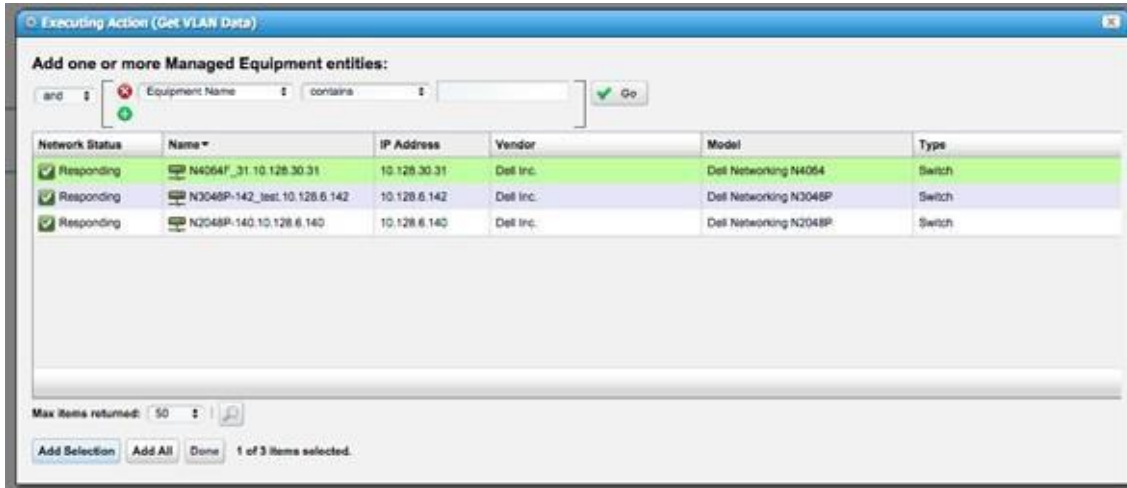 Executing Action (Get VLAN Data)
Add one or more Managed Equipment entities:
and Equipment Name contains Go
Network Status Name IP Address Vendor Model Type
Responding N4064F_31.10.128.30.31 10.128.30.31 Dell Inc. Dell Networking N4064 Switch
Responding N3048P-142_test.10.128.6.142 10.128.6.142 Dell Inc. Dell Networking N3048P Switch
Responding N2048P-140.10.128.6.140 10.128.6.140 Dell Inc. Dell Networking N2048P Switch
Max items returned: 50
Add Selection Add All Done 1 of 3 items selected.